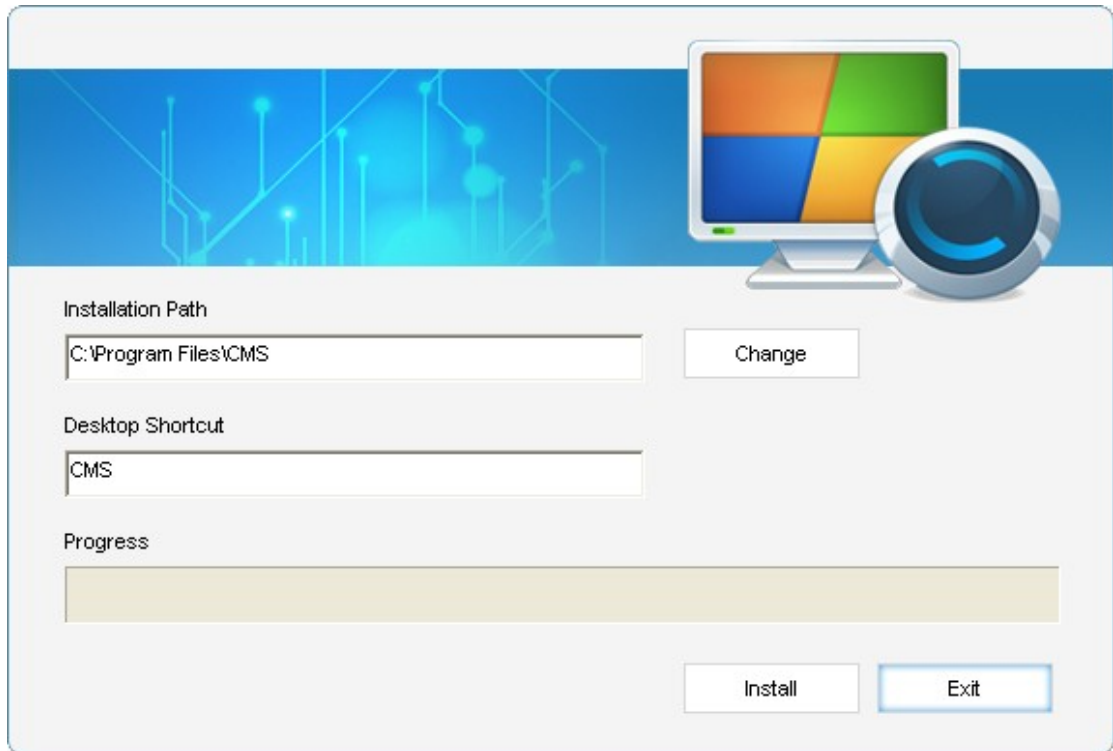 Installation Path
C:\Program Files\CMS
Change
Desktop Shortcut
CMS
Progress
Install
Exit